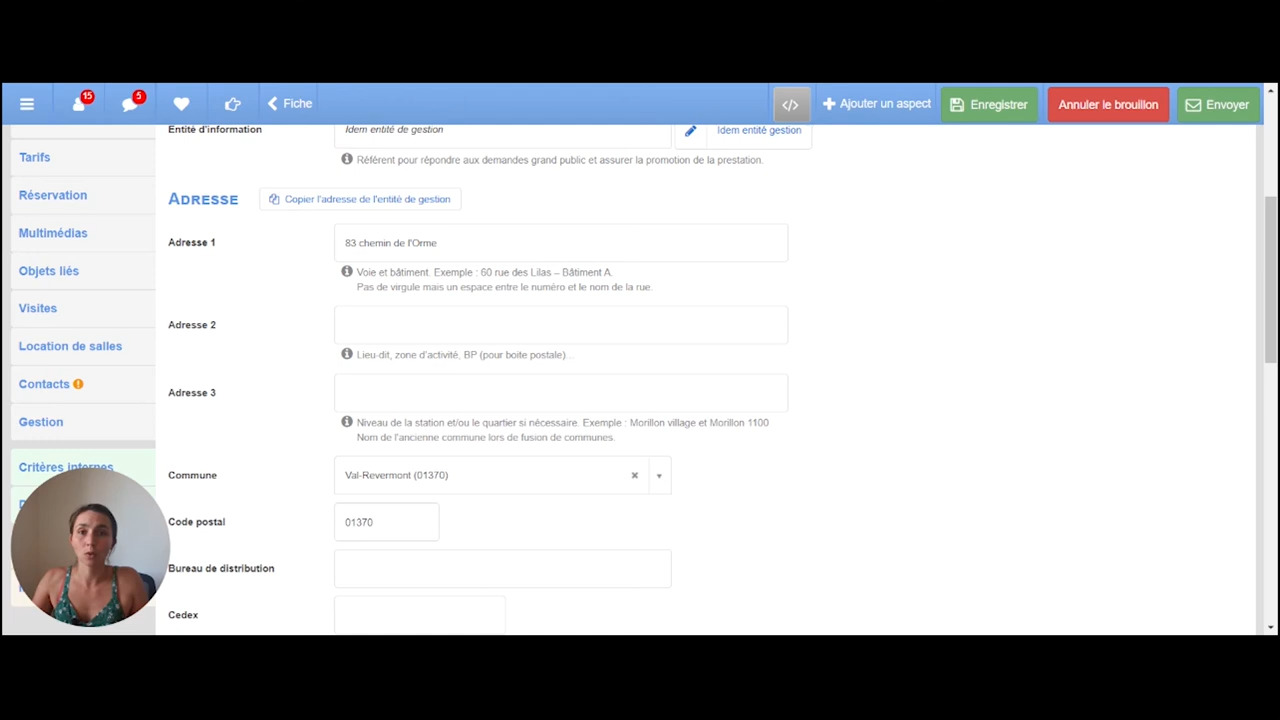 15
5
Fiche
</>
Ajouter un aspect
Enregistrer
Annuler le brouillon
Envoyer
Entité d'information
Idem entité de gestion
Idem entité gestion
Référent pour répondre aux demandes grand public et assurer la promotion de la prestation.
Tarifs
Réservation
Multimédias
Objets liés
Visites
Location de salles
Contacts
Gestion
Critères internes
ADRESSE
Copier l'adresse de l'entité de gestion
Adresse 1
83 chemin de l'Orme
Voie et bâtiment. Exemple : 60 rue des Lilas – Bâtiment A.
Pas de virgule mais un espace entre le numéro et le nom de la rue.
Adresse 2
Lieu-dit, zone d'activité, BP (pour boite postale)...
Adresse 3
Niveau de la station et/ou le quartier si nécessaire. Exemple : Morillon village et Morillon 1100
Nom de l'ancienne commune lors de fusion de communes.
Commune
Val-Revermont (01370)
Code postal
01370
Bureau de distribution
Cedex